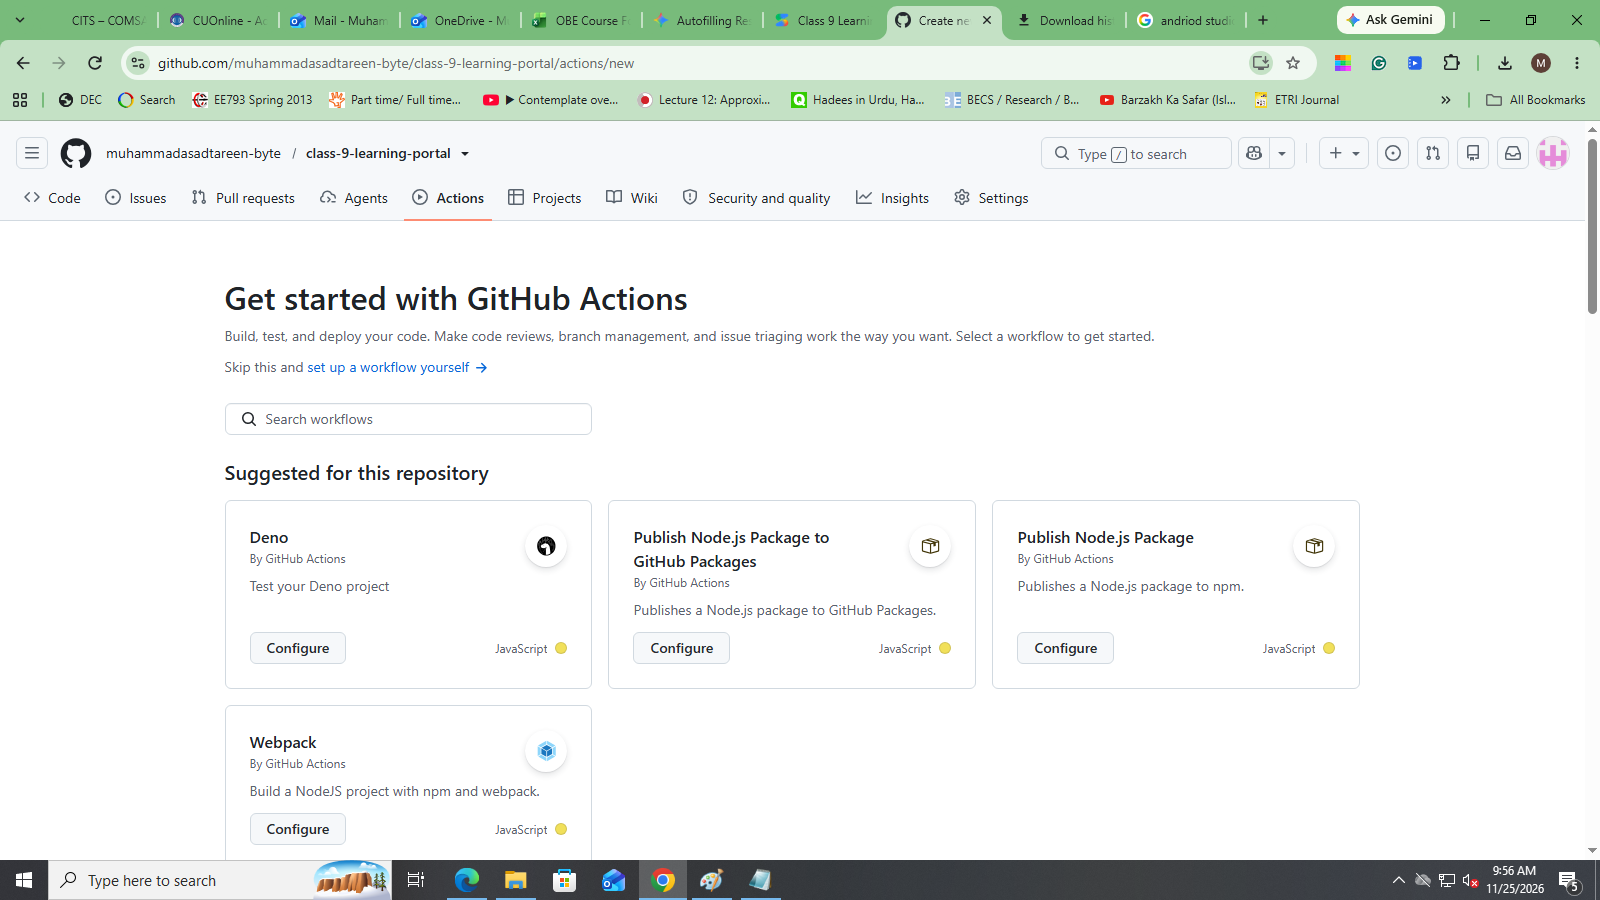 CITS – COMSA
CUOnline - Ac
Mail - Muham
OneDrive - M
OBE Course F
Autofilling Re
Class 9 Learni
Create ne
Download his
andriod studi
Ask Gemini
github.com/muhammadasadtareen-byte/class-9-learning-portal/actions/new
M
DEC
Search
EE793 Spring 2013
Part time/ Full time...
▶ Contemplate ove...
Lecture 12: Approxi...
Hadees in Urdu, Ha...
BECS / Research / B...
Barzakh Ka Safar (Isl...
ETRI Journal
»
All Bookmarks
muhammadasadtareen-byte / class-9-learning-portal
Type / to search
Code
Issues
Pull requests
Agents
Actions
Projects
Wiki
Security and quality
Insights
Settings
Get started with GitHub Actions
Build, test, and deploy your code. Make code reviews, branch management, and issue triaging work the way you want. Select a workflow to get started.
Skip this and set up a workflow yourself →
Search workflows
Suggested for this repository
Deno
By GitHub Actions
Test your Deno project
Configure
JavaScript
Publish Node.js Package to
GitHub Packages
By GitHub Actions
Publishes a Node.js package to GitHub Packages.
Configure
JavaScript
Publish Node.js Package
By GitHub Actions
Publishes a Node.js package to npm.
Configure
JavaScript
Webpack
By GitHub Actions
Build a NodeJS project with npm and webpack.
Configure
JavaScript
Type here to search
9:56 AM
11/25/2026
5